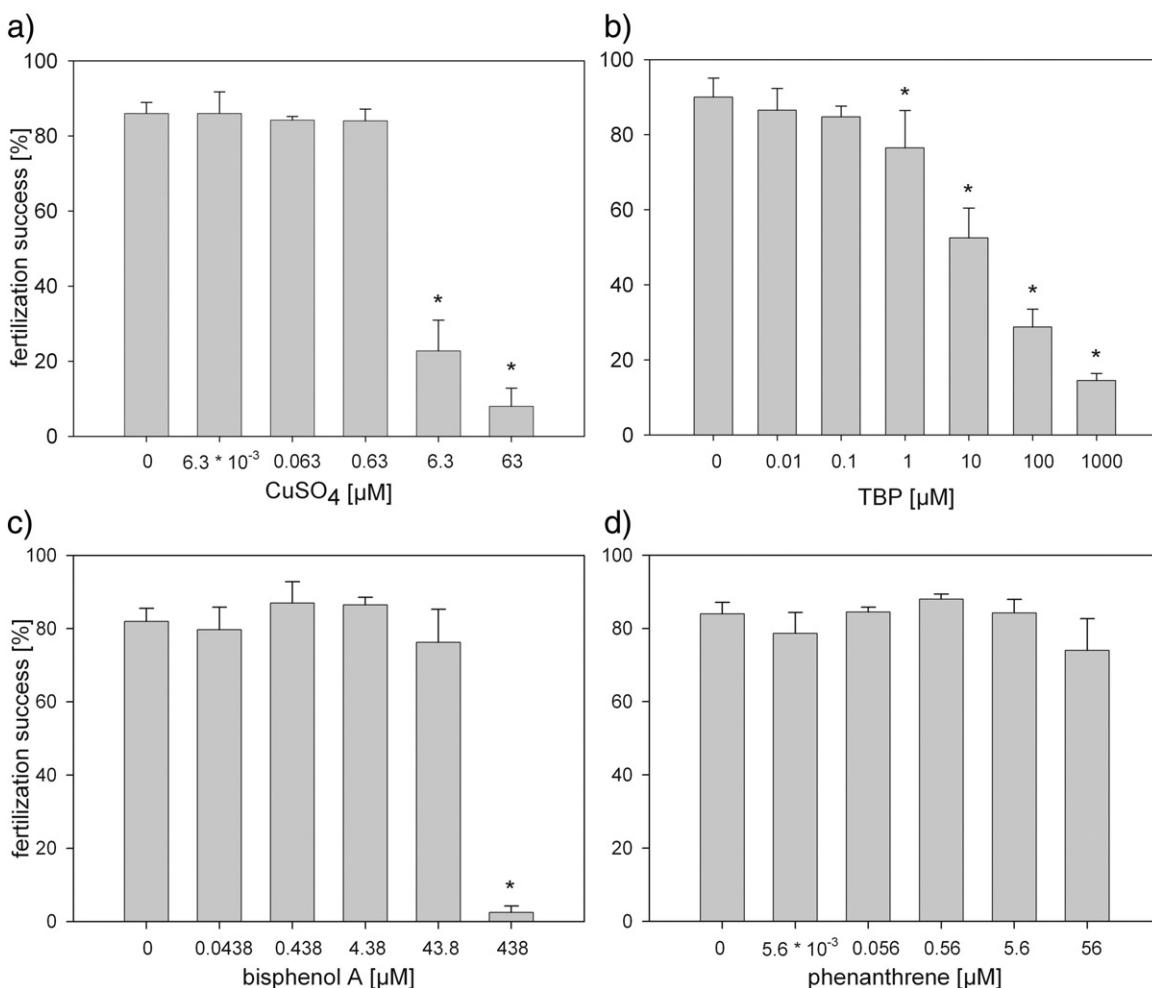 a)
fertilization success [%]
100
80
60
40
20
0
*
*
0 6.3 * 10⁻³ 0.063 0.63 6.3 63
CuSO₄ [µM]
b)
100
80
60
40
20
0
*
*
*
*
0 0.01 0.1 1 10 100 1000
TBP [µM]
c)
fertilization success [%]
100
80
60
40
20
0
*
0 0.0438 0.438 4.38 43.8 438
bisphenol A [µM]
d)
100
80
60
40
20
0
0 5.6 * 10⁻³ 0.056 0.56 5.6 56
phenanthrene [µM]